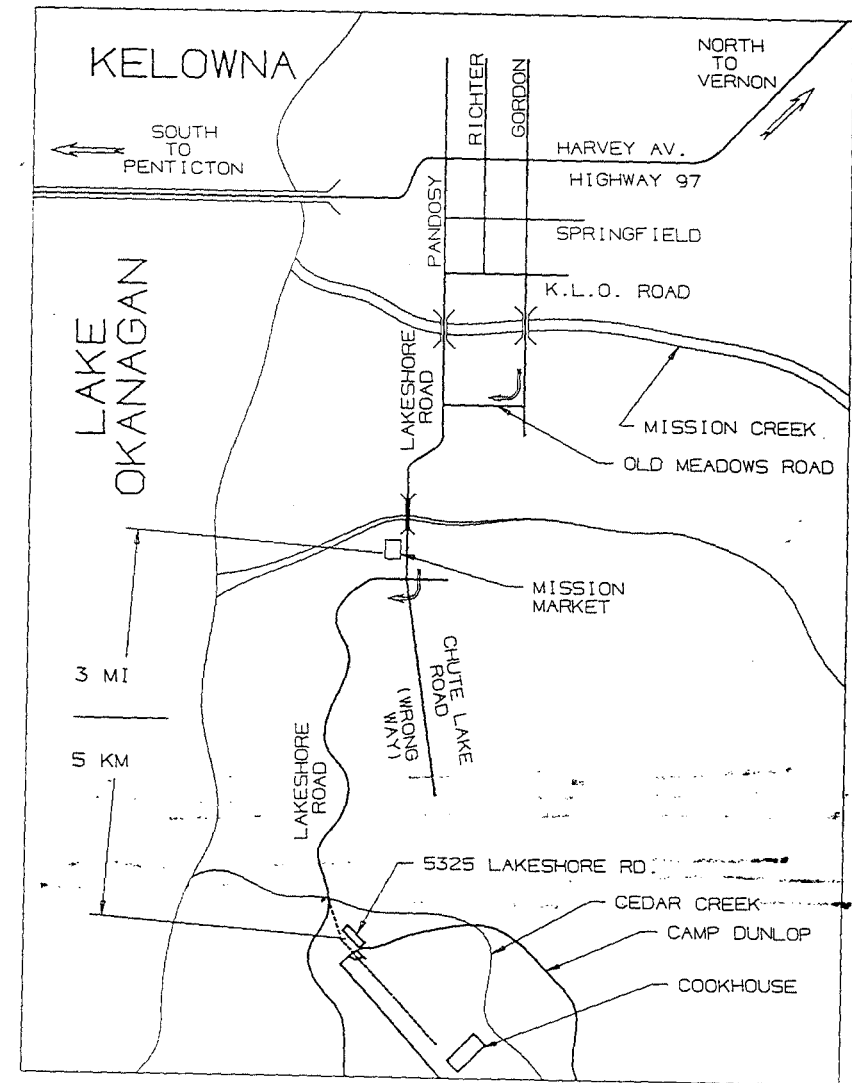 KELOWNA
NORTH
TO
VERNON
SOUTH
TO
PENTICTON
RICHTER
GORDON
HARVEY AV.
HIGHWAY 97
PANDOSY
SPRINGFIELD
K.L.O. ROAD
LAKE
OKANAGAN
LAKESHORE
ROAD
MISSION CREEK
OLD MEADOWS ROAD
MISSION
MARKET
3 MI
5 KM
CHUTE LAKE
ROAD
(WRONG
WAY)
LAKESHORE
ROAD
5325 LAKESHORE RD.
CEDAR CREEK
CAMP DUNLOP
COOKHOUSE